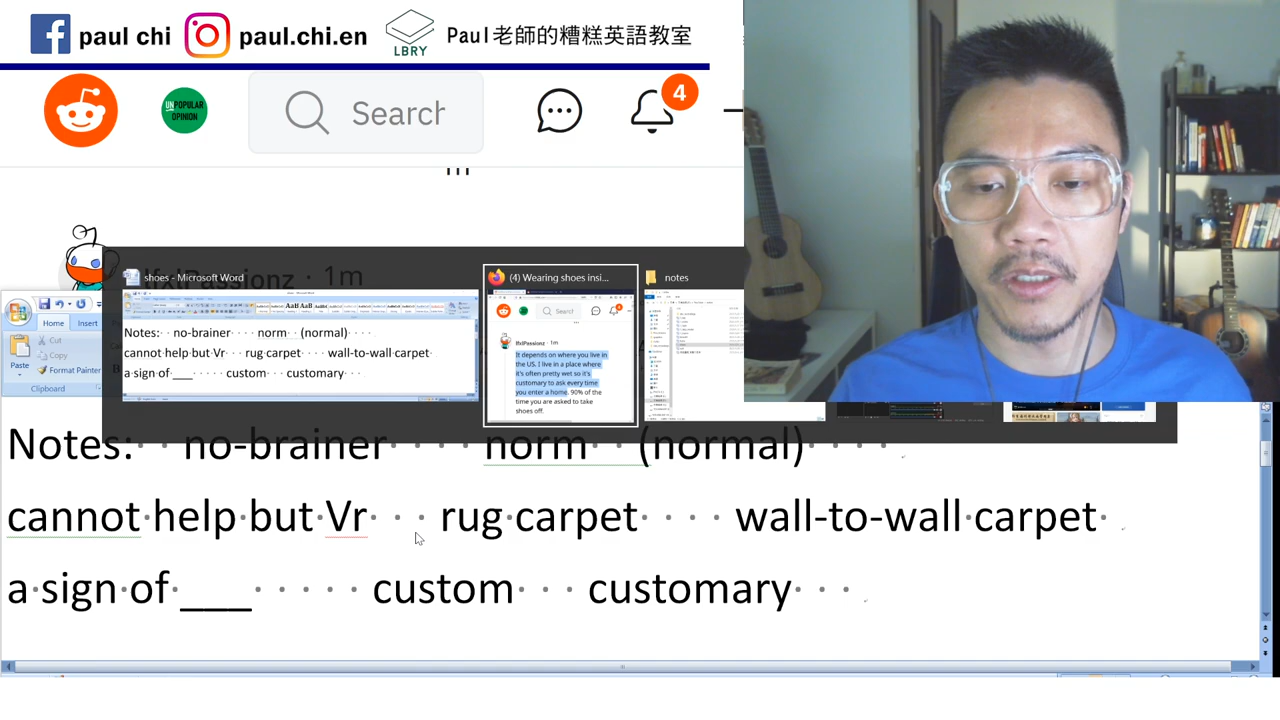 paul chi
paul.chi.en
LBRY
Paul老師的糟糕英語教室
UNPOPULAR
OPINION
Search
4
1m
shoes - Microsoft Word
(4) Wearing shoes insi...
notes
Home
Insert
Cut
Copy
Format Painter
Paste
Clipboard
Notes: no-brainer norm (normal)
cannot help but Vr rug carpet wall-to-wall carpet
a sign of ___ custom customary
Search
lfxlPassionz · 1m
It depends on where you live in
the US. I live in a place where
it's often pretty wet so it's
customary to ask every time
you enter a home. 90% of the
time you are asked to take
shoes off.
Notes: no-brainer norm (normal)
cannot help but Vr rug carpet wall-to-wall carpet
a sign of ___ custom customary